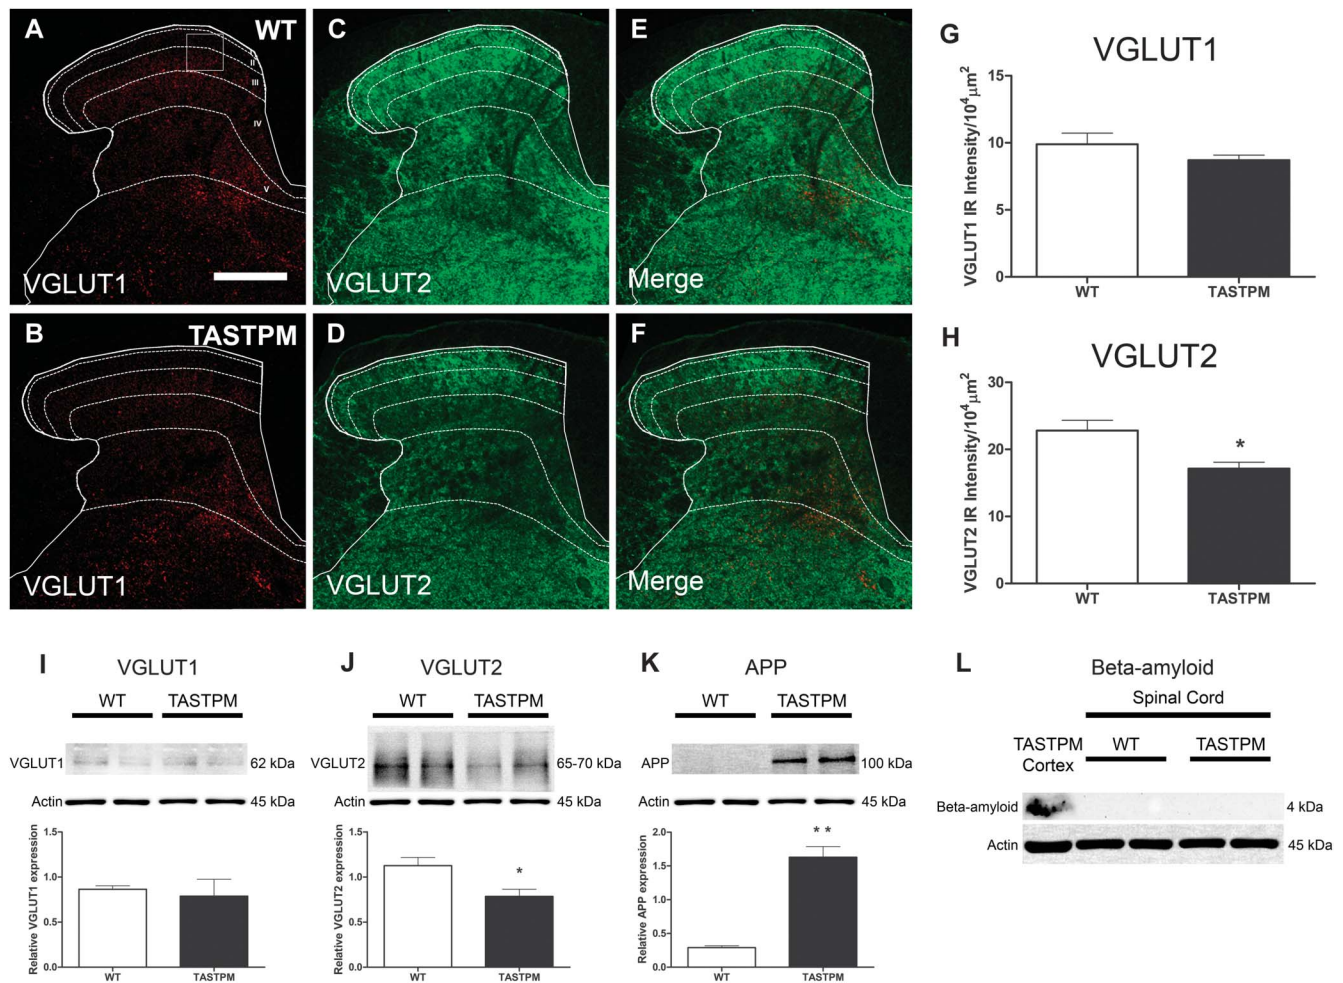 A
WT
I
II
III
IV
V
VGLUT1
C
VGLUT2
E
Merge
B
TASTPM
VGLUT1
D
VGLUT2
F
Merge
G
VGLUT1
VGLUT1 IR Intensity/10⁴µm²
15
10
5
0
WT
TASTPM
H
VGLUT2
VGLUT2 IR Intensity/10⁴µm²
30
20
10
0
*
WT
TASTPM
I
VGLUT1
WT
TASTPM
VGLUT1
62 kDa
Actin
45 kDa
Relative VGLUT1 expression
1.5
1.0
0.5
0.0
WT
TASTPM
J
VGLUT2
WT
TASTPM
VGLUT2
65-70 kDa
Actin
45 kDa
Relative VGLUT2 expression
1.5
1.0
0.5
0.0
*
WT
TASTPM
K
APP
WT
TASTPM
APP
100 kDa
Actin
45 kDa
Relative APP expression
2.0
1.5
1.0
0.5
0.0
* *
WT
TASTPM
L
Beta-amyloid
Spinal Cord
TASTPM
Cortex
WT
TASTPM
Beta-amyloid
4 kDa
Actin
45 kDa